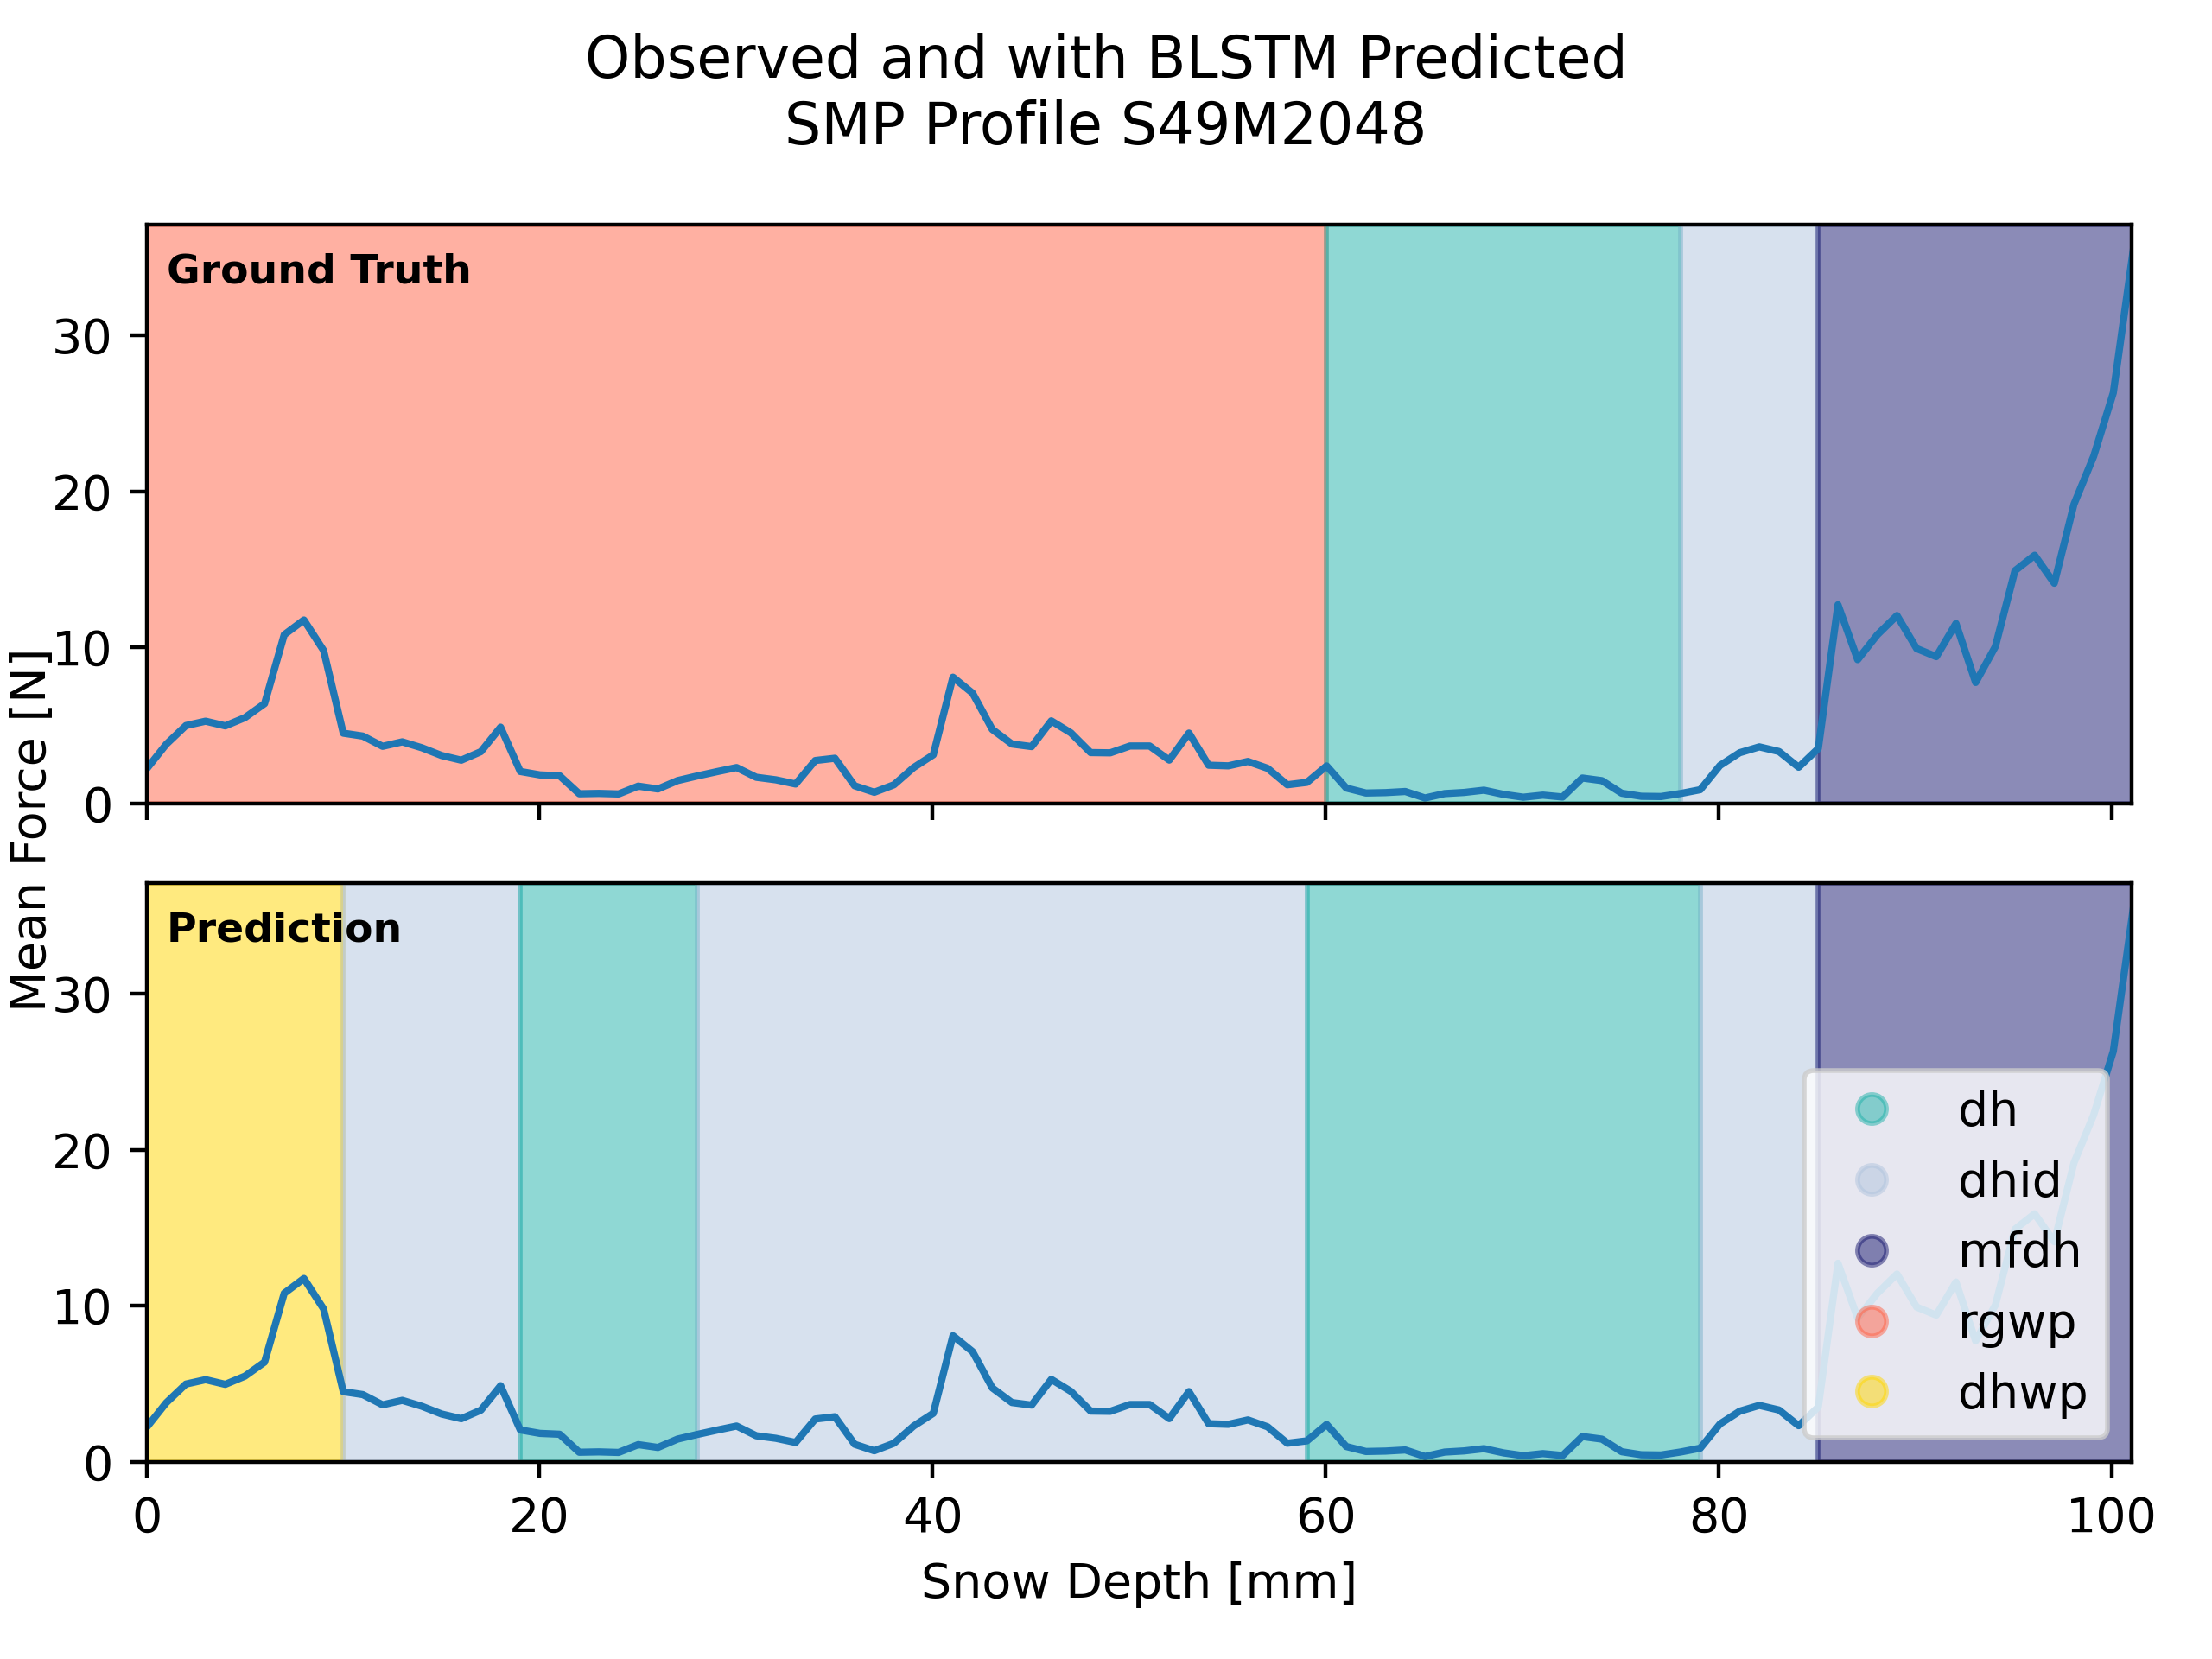 Observed and with BLSTM Predicted
SMP Profile S49M2048
Ground Truth
30
20
10
0
Mean Force [N]
Prediction
30
20
10
0
dh
dhid
mfdh
rgwp
dhwp
0 20 40 60 80 100
Snow Depth [mm]